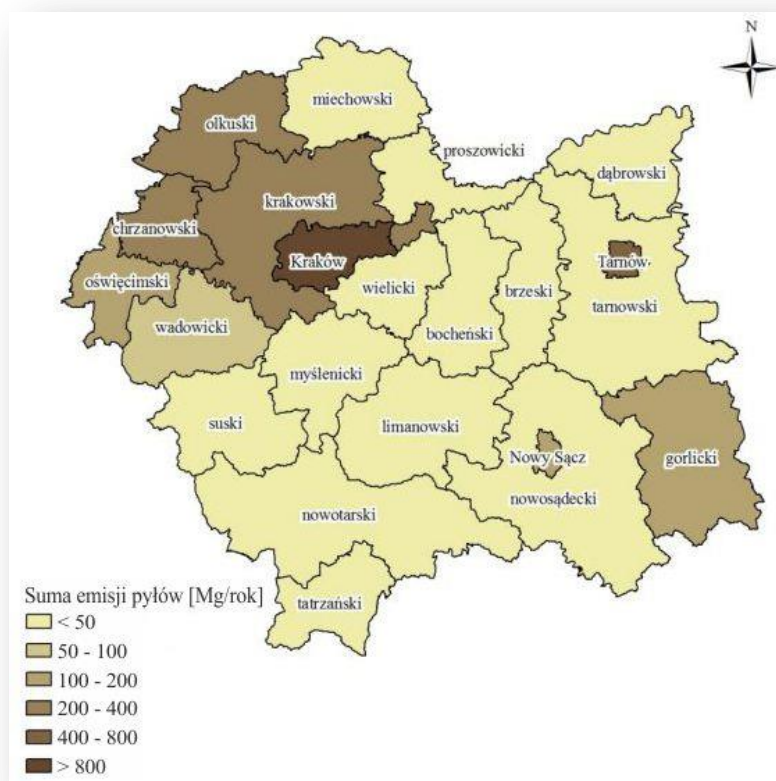 N
miechowski
olkuski
proszowicki
dąbrowski
krakowski
chrzanowski
Kraków
Tarnów
oświęcimski
wielicki
brzeski
tarnowski
wadowicki
bocheński
myślenicki
suski
limanowski
Nowy Sącz
gorlicki
nowosądecki
nowotarski
tatrzański
Suma emisji pyłów [Mg/rok]
< 50
50 - 100
100 - 200
200 - 400
400 - 800
> 800